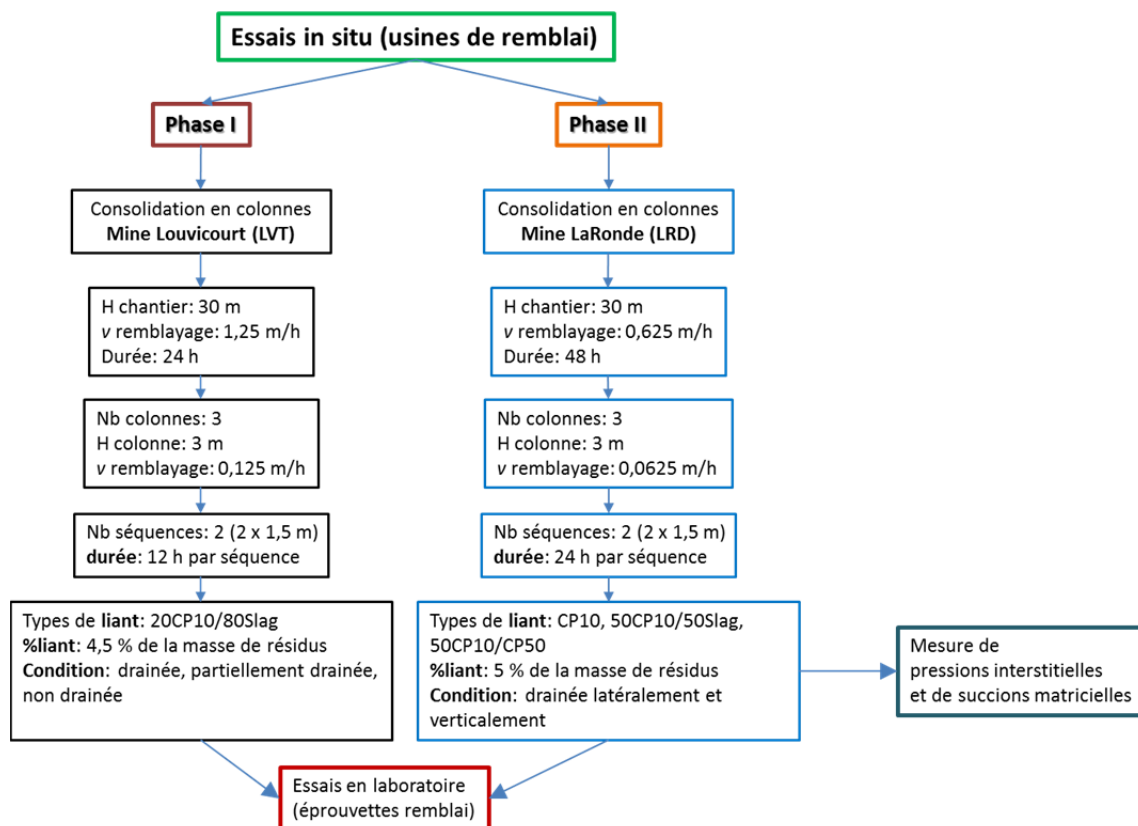 Essais in situ (usines de remblai)
Phase I
Phase II
Consolidation en colonnes
Mine Louvicourt (LVT)
Consolidation en colonnes
Mine LaRonde (LRD)
H chantier: 30 m
v remblayage: 1,25 m/h
Durée: 24 h
H chantier: 30 m
v remblayage: 0,625 m/h
Durée: 48 h
Nb colonnes: 3
H colonne: 3 m
v remblayage: 0,125 m/h
Nb colonnes: 3
H colonne: 3 m
v remblayage: 0,0625 m/h
Nb séquences: 2 (2 x 1,5 m)
durée: 12 h par séquence
Nb séquences: 2 (2 x 1,5 m)
durée: 24 h par séquence
Types de liant: 20CP10/80Slag
%liant: 4,5 % de la masse de résidus
Condition: drainée, partiellement drainée,
non drainée
Types de liant: CP10, 50CP10/50Slag,
50CP10/CP50
%liant: 5 % de la masse de résidus
Condition: drainée latéralement et
verticalement
Mesure de
pressions interstitielles
et de succions matricielles
Essais en laboratoire
(éprouvettes remblai)